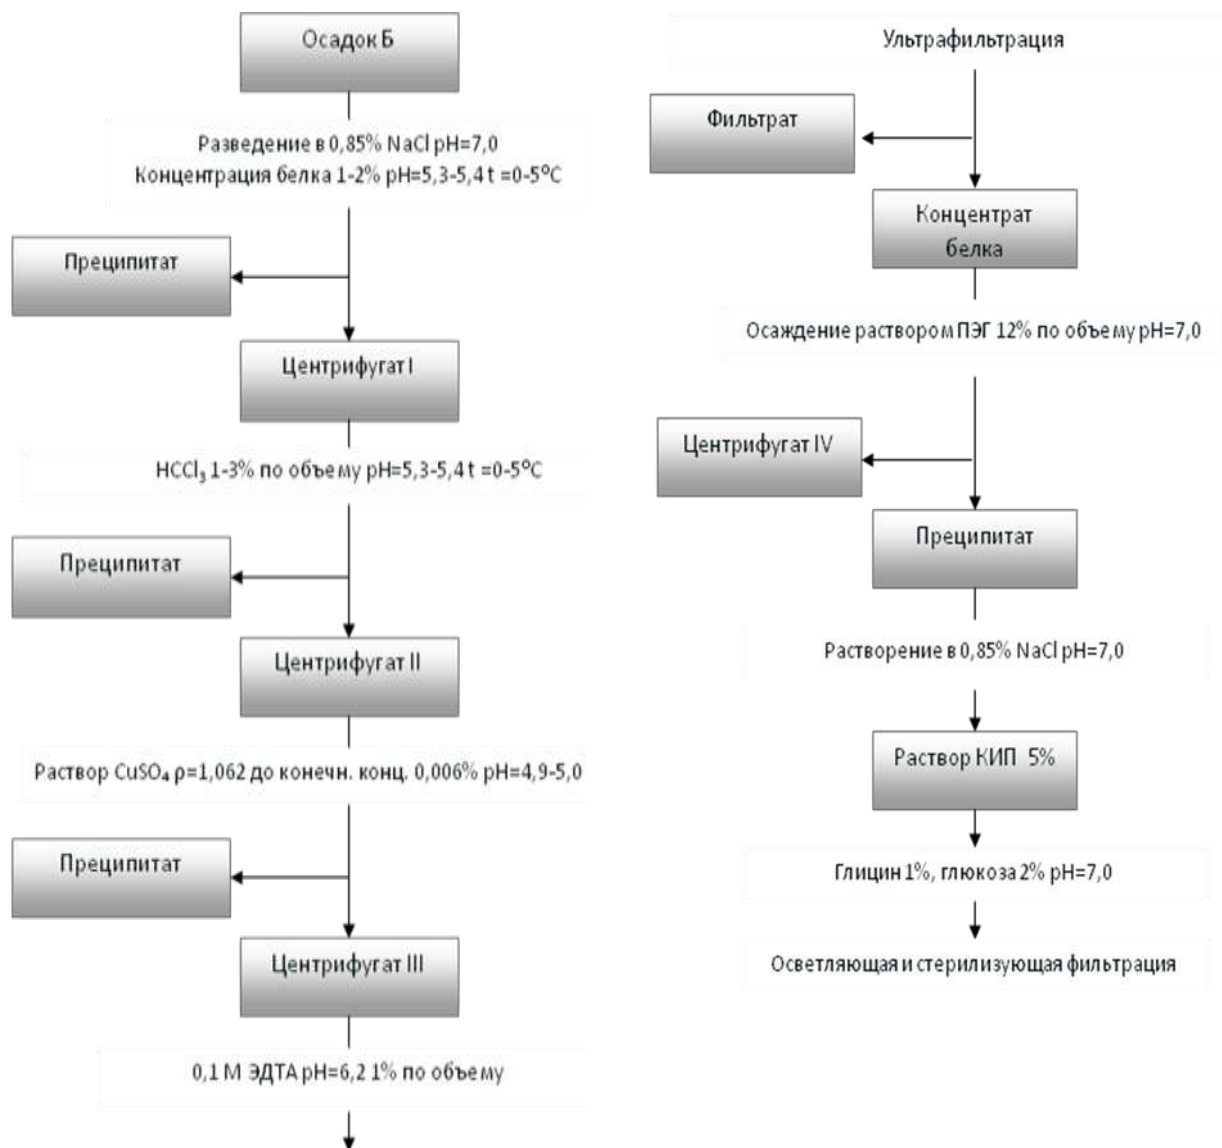 Осадок Б
Разведение в 0,85% NaCl pH=7,0
Концентрация белка 1-2% pH=5,3-5,4 t =0-5°C
Преципитат
Центрифугат I
HCCl₃ 1-3% по объему pH=5,3-5,4 t =0-5°C
Преципитат
Центрифугат II
Раствор CuSO₄ ρ=1,062 до конечн. конц. 0,006% pH=4,9-5,0
Преципитат
Центрифугат III
0,1 М ЭДТА pH=6,2 1% по объему
Ультрафильтрация
Фильтрат
Концентрат
белка
Осаждение раствором ПЭГ 12% по объему pH=7,0
Центрифугат IV
Преципитат
Растворение в 0,85% NaCl pH=7,0
Раствор КИП 5%
Глицин 1%, глюкоза 2% pH=7,0
Осветляющая и стерилизующая фильтрация